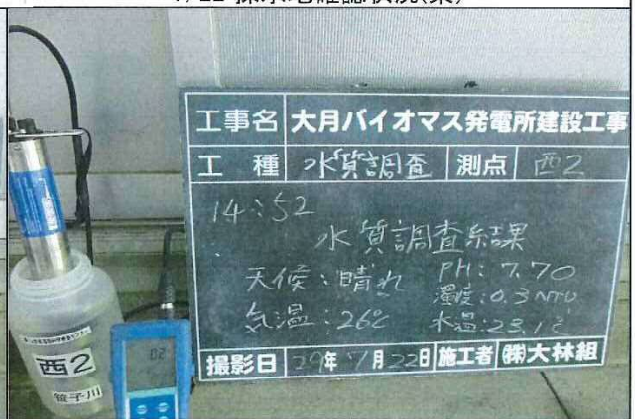 工事名 大月バイオマス発電所建設工事
工種 水質調査 測点 西2
14:52
水質調査結果
天候:晴れ PH:7.70
濁度:0.3NTU
気温:26℃ 水温:23.1℃
撮影日 29年7月22日 施工者 ㈱大林組
西2
笹子川